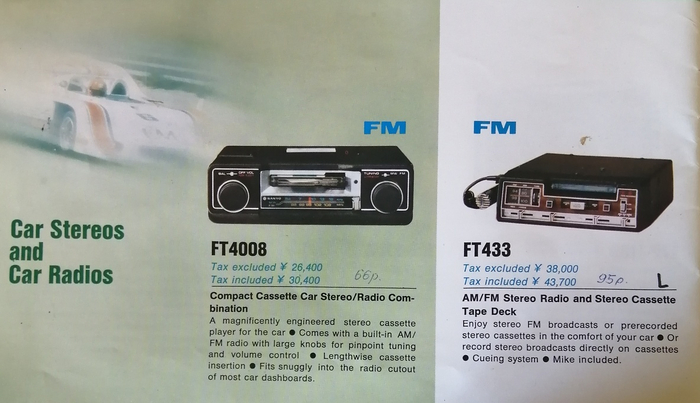 Car Stereos
and
Car Radios
FM
SANYO
FT4008
Tax excluded ¥ 26,400
Tax included ¥ 30,400
66р.
Compact Cassette Car Stereo/Radio Com-
bination
A magnificently engineered stereo cassette
player for the car ● Comes with a built-in AM/
FM radio with large knobs for pinpoint tuning
and volume control ● Lengthwise cassette
insertion ● Fits snuggly into the radio cutout
of most car dashboards.
FM
FT433
Tax excluded ¥ 38,000
Tax included ¥ 43,700
95р.
L
AM/FM Stereo Radio and Stereo Cassette
Tape Deck
Enjoy stereo FM broadcasts or prerecorded
stereo cassettes in the comfort of your car ● Or
record stereo broadcasts directly on cassettes
● Cueing system ● Mike included.